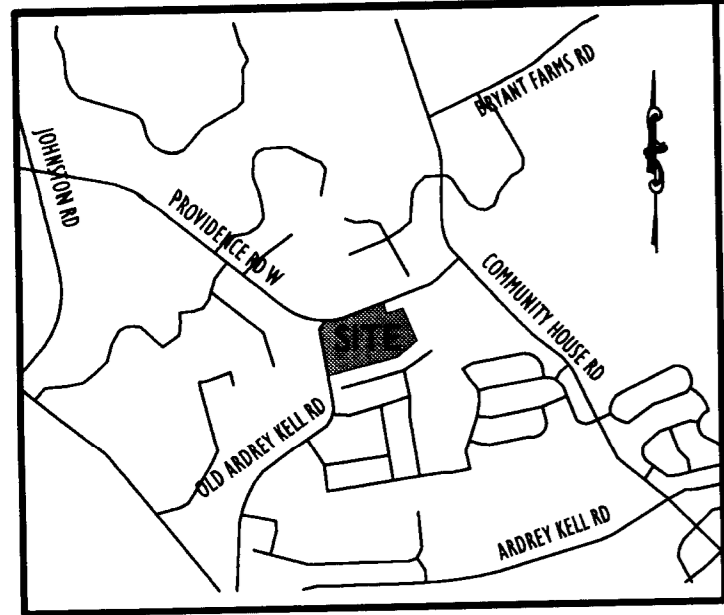 BRYANT FARMS RD
JOHNSTON RD
PROVIDENCE RD W
COMMUNITY HOUSE RD
SITE
OLD ARDREY KELL RD
ARDREY KELL RD